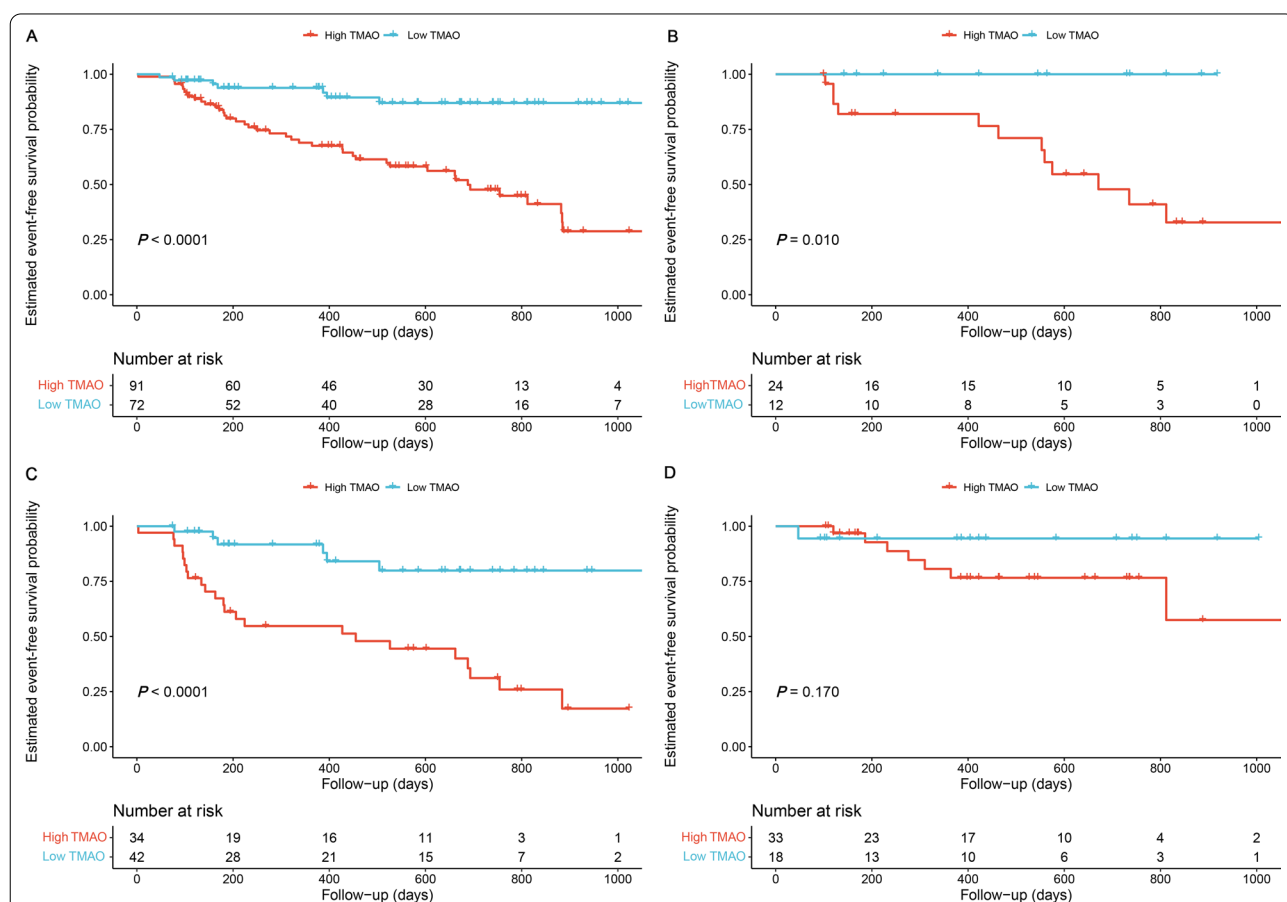 A
High TMAO Low TMAO
Estimated event-free survival probability
1.00
0.75
0.50
0.25
0.00
P < 0.0001
0 200 400 600 800 1000
Follow-up (days)
Number at risk
High TMAO 91 60 46 30 13 4
Low TMAO 72 52 40 28 16 7
0 200 400 600 800 1000
Follow-up (days)
B
High TMAO Low TMAO
Estimated event-free survival probability
1.00
0.75
0.50
0.25
0.00
P = 0.010
0 200 400 600 800 1000
Follow-up (days)
Number at risk
HighTMAO 24 16 15 10 5 1
LowTMAO 12 10 8 5 3 0
0 200 400 600 800 1000
Follow-up (days)
C
High TMAO Low TMAO
Estimated event-free survival probability
1.00
0.75
0.50
0.25
0.00
P < 0.0001
0 200 400 600 800 1000
Follow-up (days)
Number at risk
High TMAO 34 19 16 11 3 1
Low TMAO 42 28 21 15 7 2
0 200 400 600 800 1000
Follow-up (days)
D
High TMAO Low TMAO
Estimated event-free survival probability
1.00
0.75
0.50
0.25
0.00
P = 0.170
0 200 400 600 800 1000
Follow-up (days)
Number at risk
High TMAO 33 23 17 10 4 2
Low TMAO 18 13 10 6 3 1
0 200 400 600 800 1000
Follow-up (days)